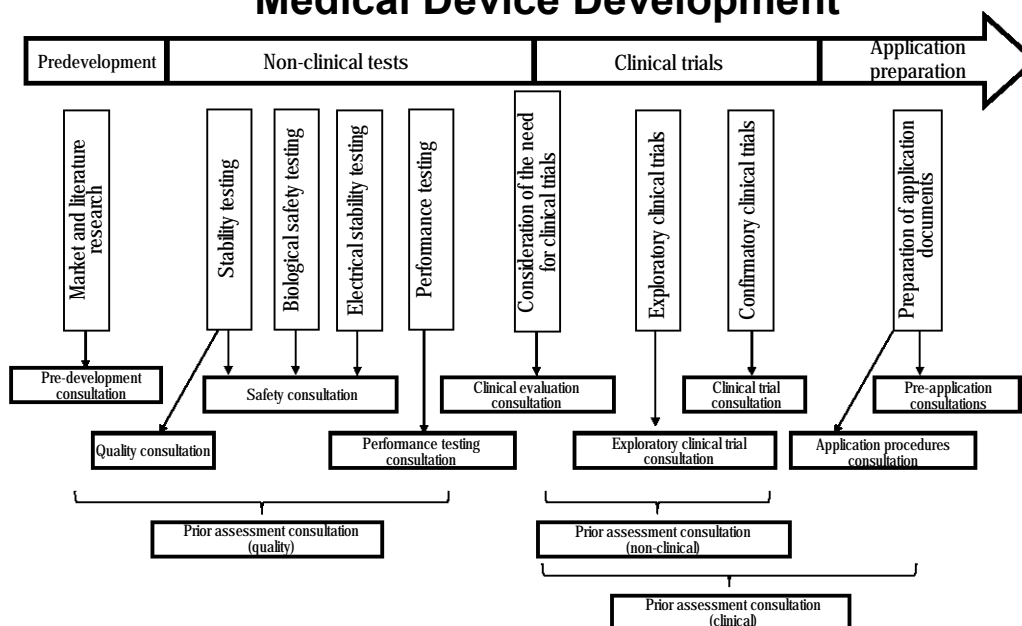 Medical Device Development
Predevelopment
Non-clinical tests
Clinical trials
Application
preparation
Market and literature
research
Stability testing
Biological safety testing
Electrical stability testing
Performance testing
Consideration of the need
for clinical trials
Exploratory clinical trials
Confirmatory clinical trials
Preparation of application
documents
Pre-development
consultation
Safety consultation
Clinical evaluation
consultation
Clinical trial
consultation
Pre-application
consultations
Quality consultation
Performance testing
consultation
Exploratory clinical trial
consultation
Application procedures
consultation
Prior assessment consultation
(quality)
Prior assessment consultation
(non-clinical)
Prior assessment consultation
(clinical)